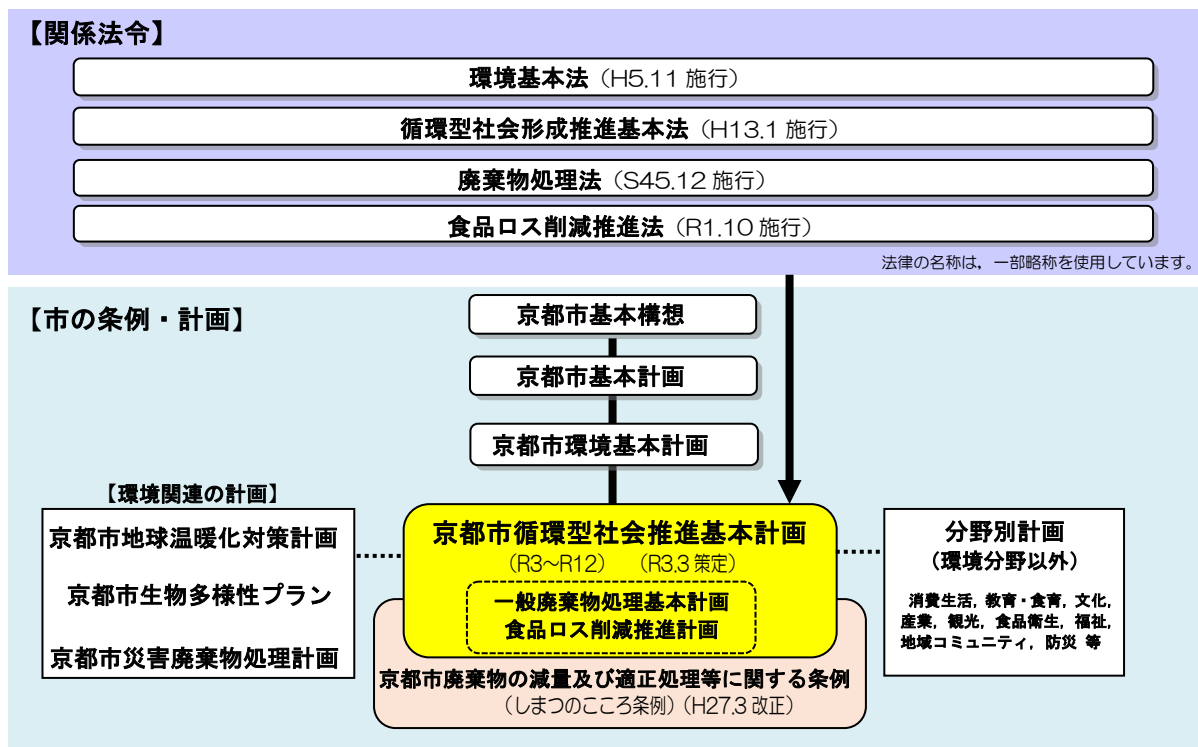 【関係法令】
環境基本法（H5.11 施行）
循環型社会形成推進基本法（H13.1 施行）
廃棄物処理法（S45.12 施行）
食品ロス削減推進法（R1.10 施行）
法律の名称は，一部略称を使用しています。
【市の条例・計画】
京都市基本構想
京都市基本計画
京都市環境基本計画
【環境関連の計画】
京都市地球温暖化対策計画
京都市生物多様性プラン
京都市災害廃棄物処理計画
京都市循環型社会推進基本計画
（R3～R12）　（R3.3 策定）
一般廃棄物処理基本計画
食品ロス削減推進計画
京都市廃棄物の減量及び適正処理等に関する条例
（しまつのこころ条例）（H27.3 改正）
分野別計画
（環境分野以外）
消費生活，教育・食育，文化，
産業，観光，食品衛生，福祉，
地域コミュニティ，防災 等